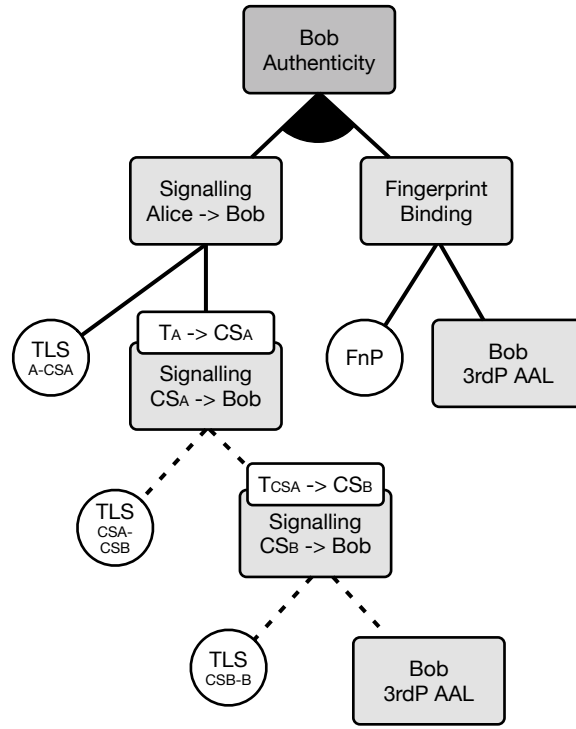 Bob
Authenticity
Signalling
Alice -> Bob
Fingerprint
Binding
TLS
A-CSA
TA -> CSA
Signalling
CSA -> Bob
FnP
Bob
3rdP AAL
TLS
CSA-
CSB
TCSA -> CSB
Signalling
CSB -> Bob
TLS
CSB-B
Bob
3rdP AAL